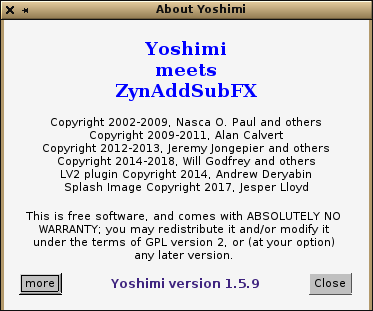 About Yoshimi
Yoshimi
meets
ZynAddSubFX
Copyright 2002-2009, Nasca O. Paul and others
Copyright 2009-2011, Alan Calvert
Copyright 2012-2013, Jeremy Jongepier and others
Copyright 2014-2018, Will Godfrey and others
LV2 plugin Copyright 2014, Andrew Deryabin
Splash Image Copyright 2017, Jesper Lloyd
This is free software, and comes with ABSOLUTELY NO
WARRANTY; you may redistribute it and/or modify it
under the terms of GPL version 2, or (at your option)
any later version.
more Yoshimi version 1.5.9 Close